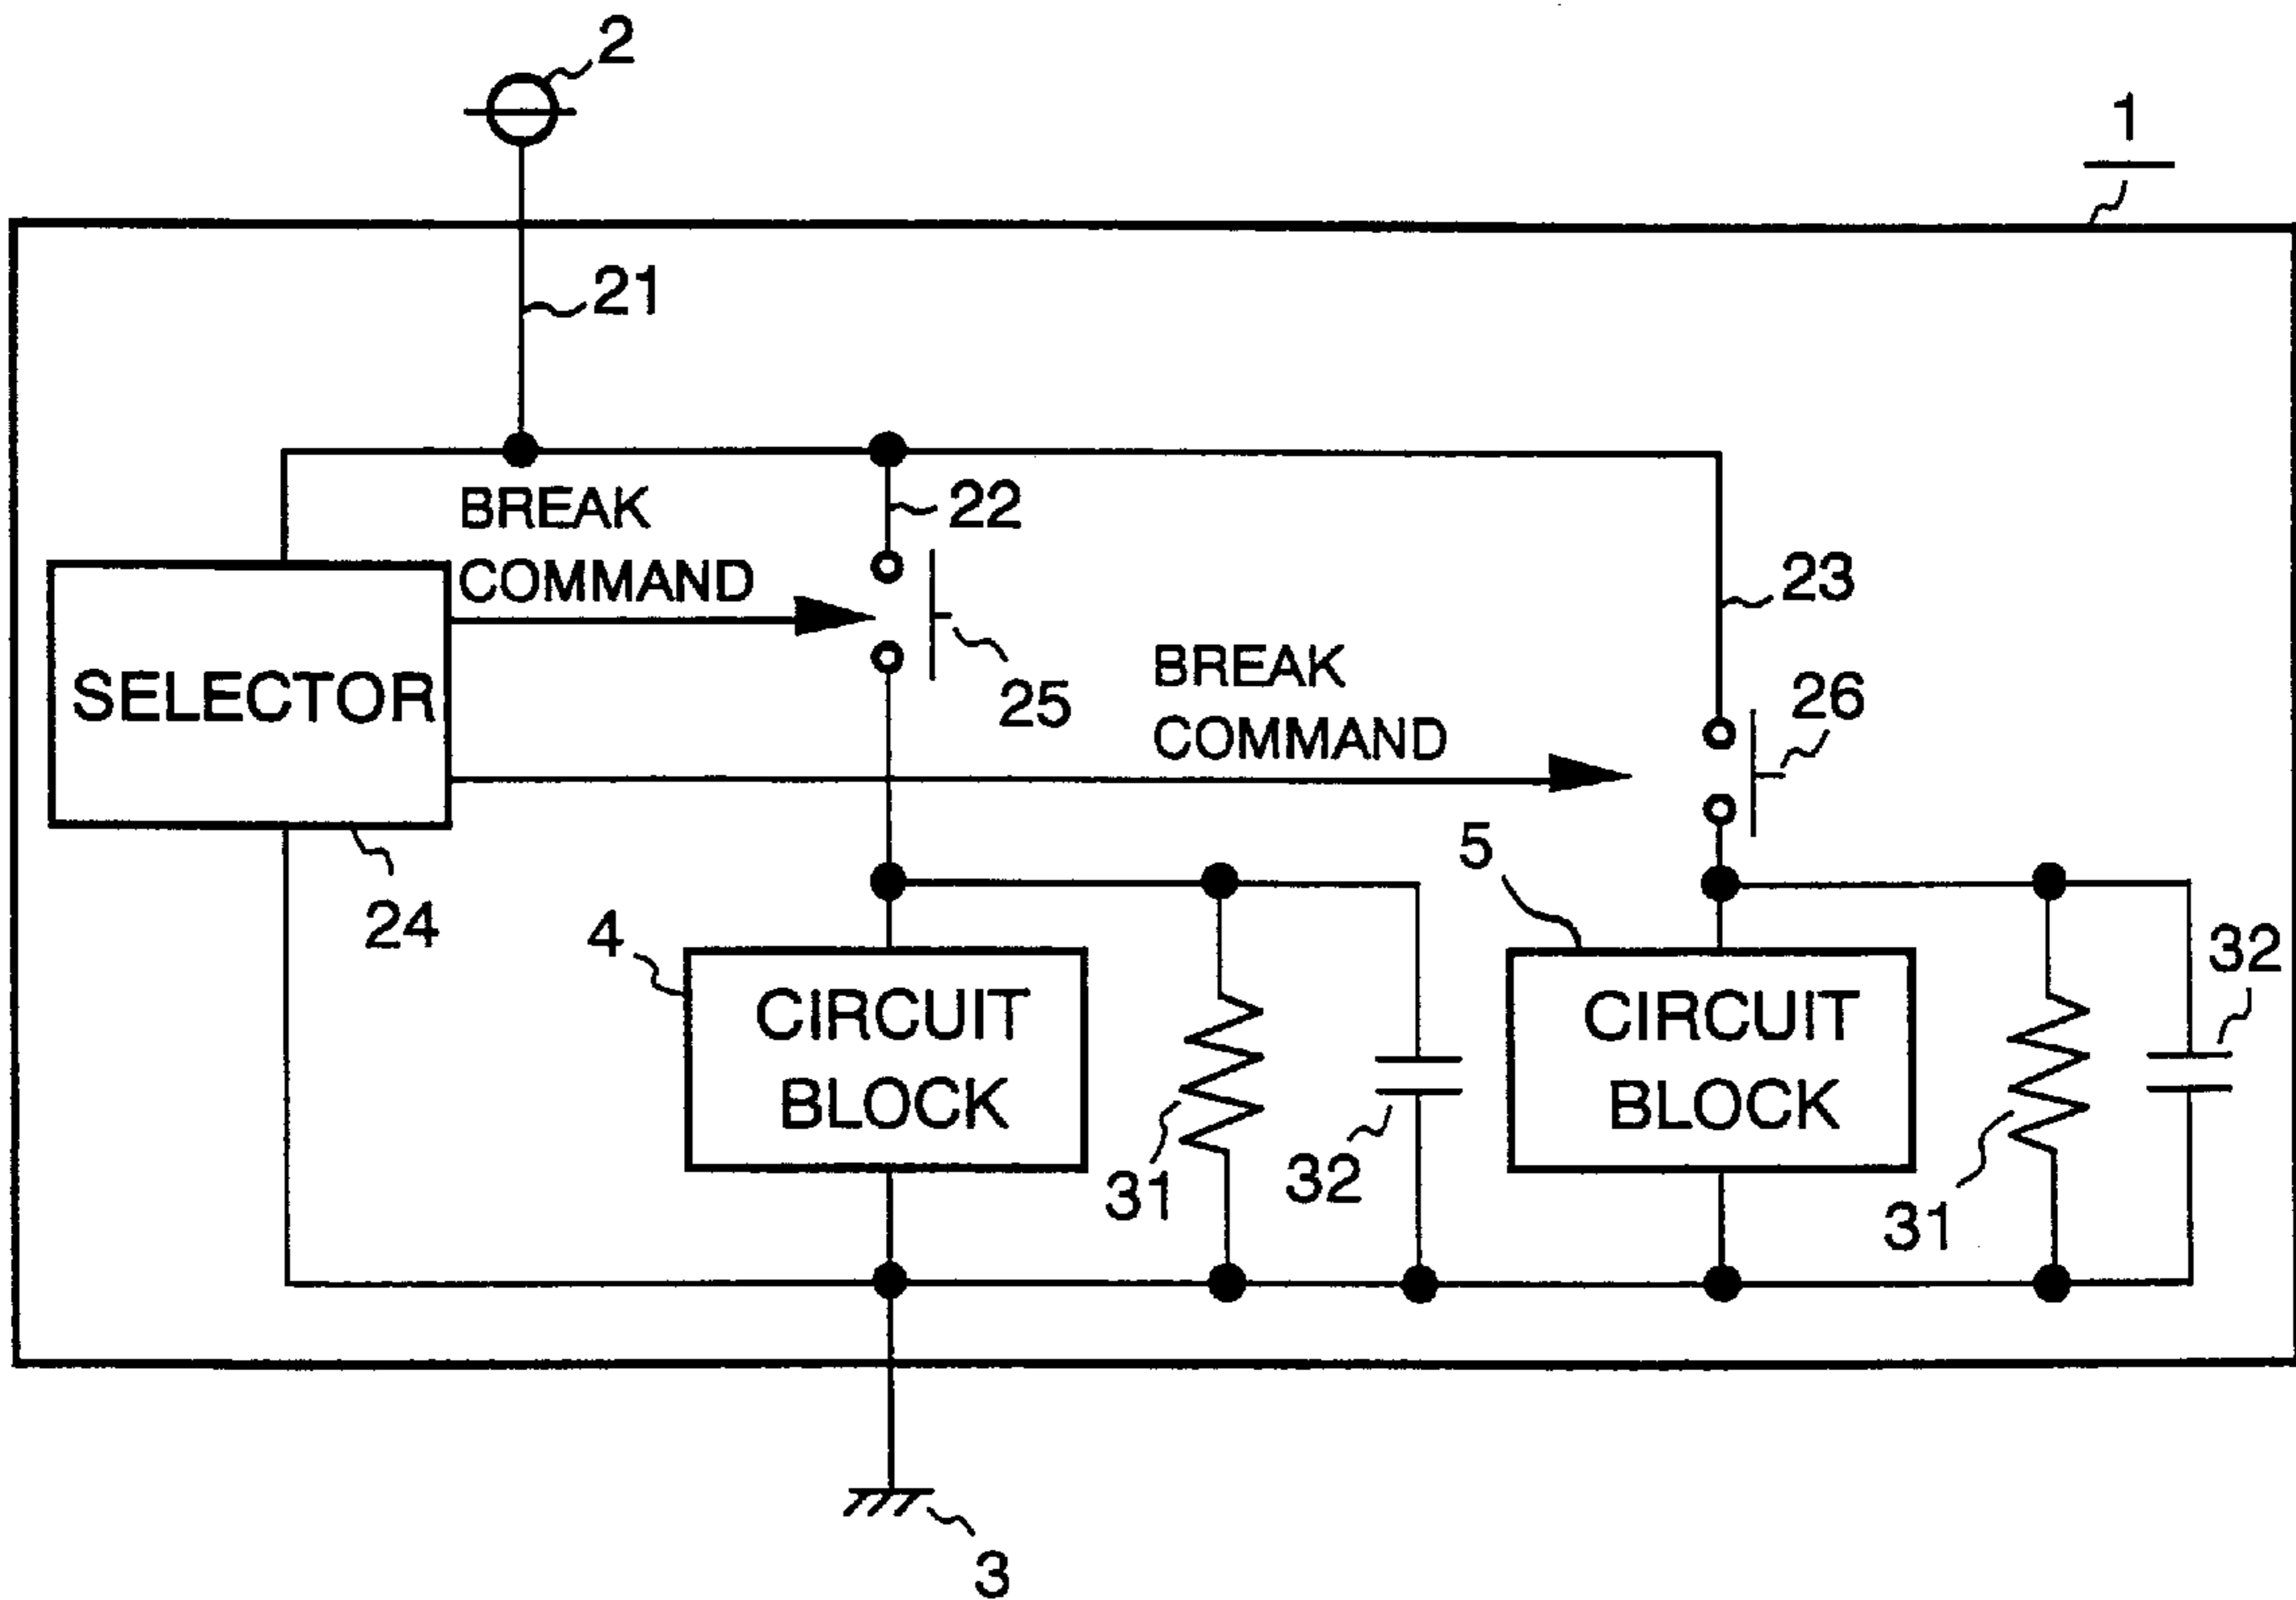 2
1
21
BREAK
COMMAND
22
23
SELECTOR
25
BREAK
COMMAND
26
24
4
5
32
CIRCUIT
BLOCK
CIRCUIT
BLOCK
31
32
31
3